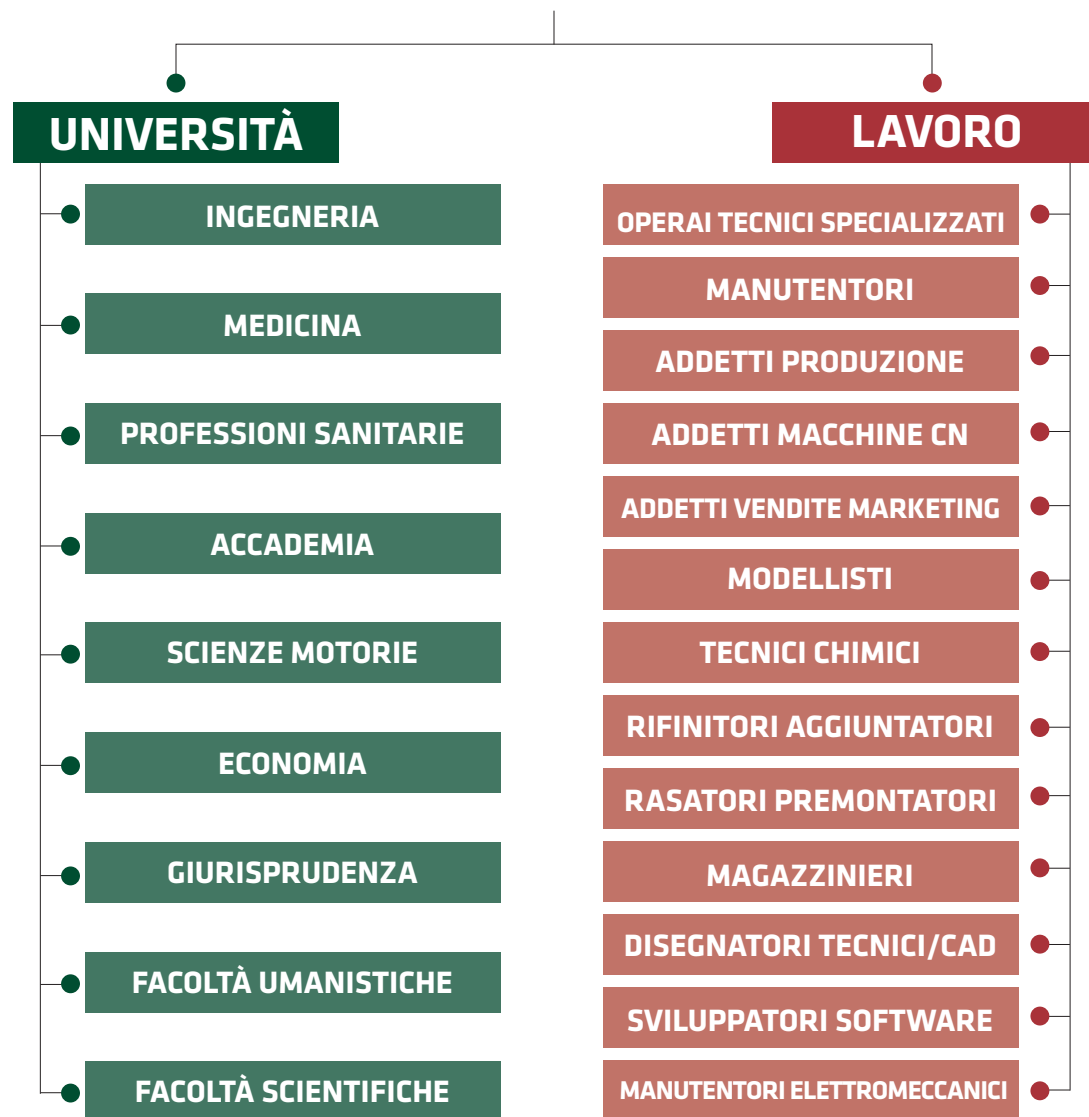 UNIVERSITÀ
INGEGNERIA
MEDICINA
PROFESSIONI SANITARIE
ACCADEMIA
SCIENZE MOTORIE
ECONOMIA
GIURISPRUDENZA
FACOLTÀ UMANISTICHE
FACOLTÀ SCIENTIFICHE
LAVORO
OPERAI TECNICI SPECIALIZZATI
MANUTENTORI
ADDETTI PRODUZIONE
ADDETTI MACCHINE CN
ADDETTI VENDITE MARKETING
MODELLISTI
TECNICI CHIMICI
RIFINITORI AGGIUNTATORI
RASATORI PREMONTATORI
MAGAZZINIERI
DISEGNATORI TECNICI/CAD
SVILUPPATORI SOFTWARE
MANUTENTORI ELETTROMECCANICI